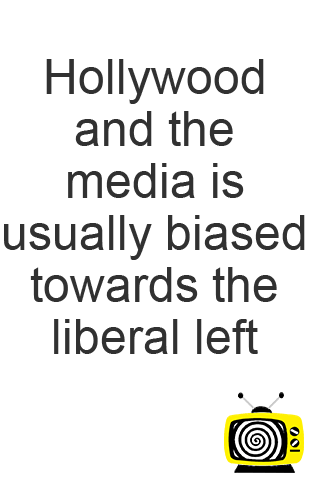 Hollywood
and the
media is
usually biased
towards the
liberal left